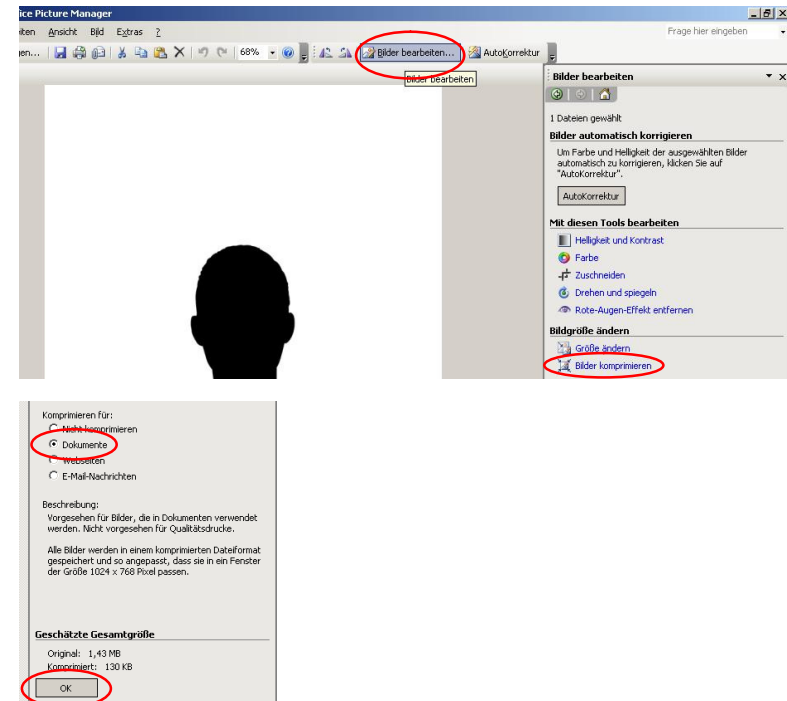 ice Picture Manager
iten Ansicht Bild Extras ? Frage hier eingeben
en... 68% Bilder bearbeiten... AutoKorrektur
Bilder bearbeiten
Bilder bearbeiten
1 Dateien gewählt
Bilder automatisch korrigieren
Um Farbe und Helligkeit der ausgewählten Bilder
automatisch zu korrigieren, klicken Sie auf
"AutoKorrektur".
AutoKorrektur
Mit diesen Tools bearbeiten
Helligkeit und Kontrast
Farbe
Zuschneiden
Drehen und spiegeln
Rote-Augen-Effekt entfernen
Bildgröße ändern
Größe ändern
Bilder komprimieren
Komprimieren für:
Nicht komprimieren
Dokumente
Webseiten
E-Mail-Nachrichten
Beschreibung:
Vorgesehen für Bilder, die in Dokumenten verwendet
werden. Nicht vorgesehen für Qualitätsdrucke.
Alle Bilder werden in einem komprimierten Dateiformat
gespeichert und so angepasst, dass sie in ein Fenster
der Größe 1024 x 768 Pixel passen.
Geschätzte Gesamtgröße
Original: 1,43 MB
Komprimiert: 130 KB
OK